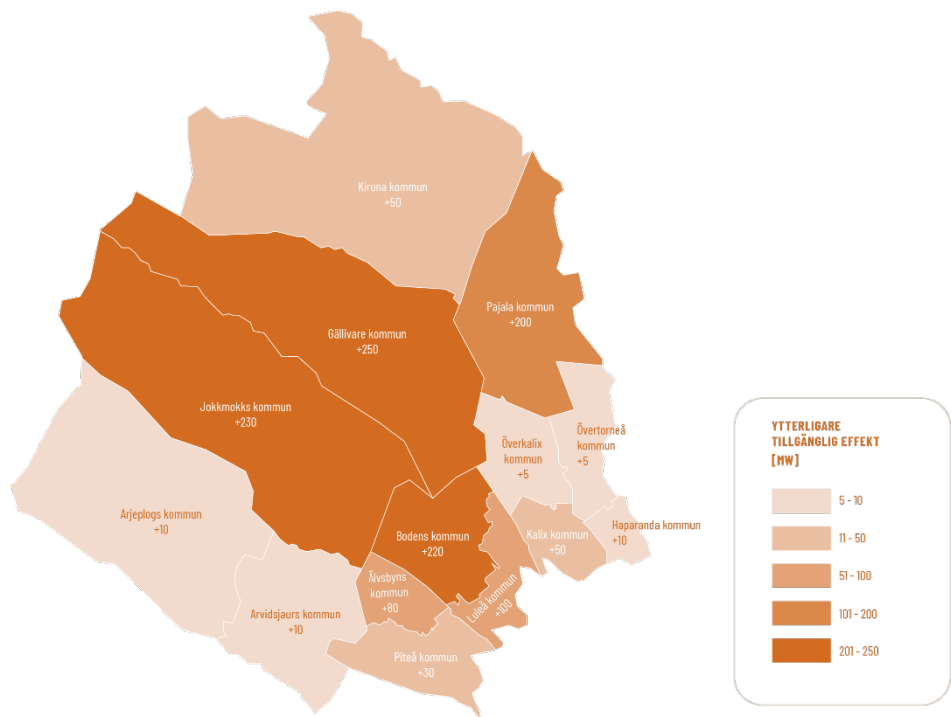 Kiruna kommun
+50
Pajala kommun
+200
Gällivare kommun
+250
Jokkmokks kommun
+230
Överkalix
kommun
+5
Övertorneå
kommun
+5
Arjeplogs kommun
+10
Bodens kommun
+220
Kalix kommun
+50
Haparanda kommun
+10
Älvsbyns
kommun
+80
Luleå kommun
+100
Arvidsjaurs kommun
+10
Piteå kommun
+30
YTTERLIGARE
TILLGÄNGLIG EFFEKT
[MW]
5 - 10
11 - 50
51 - 100
101 - 200
201 - 250